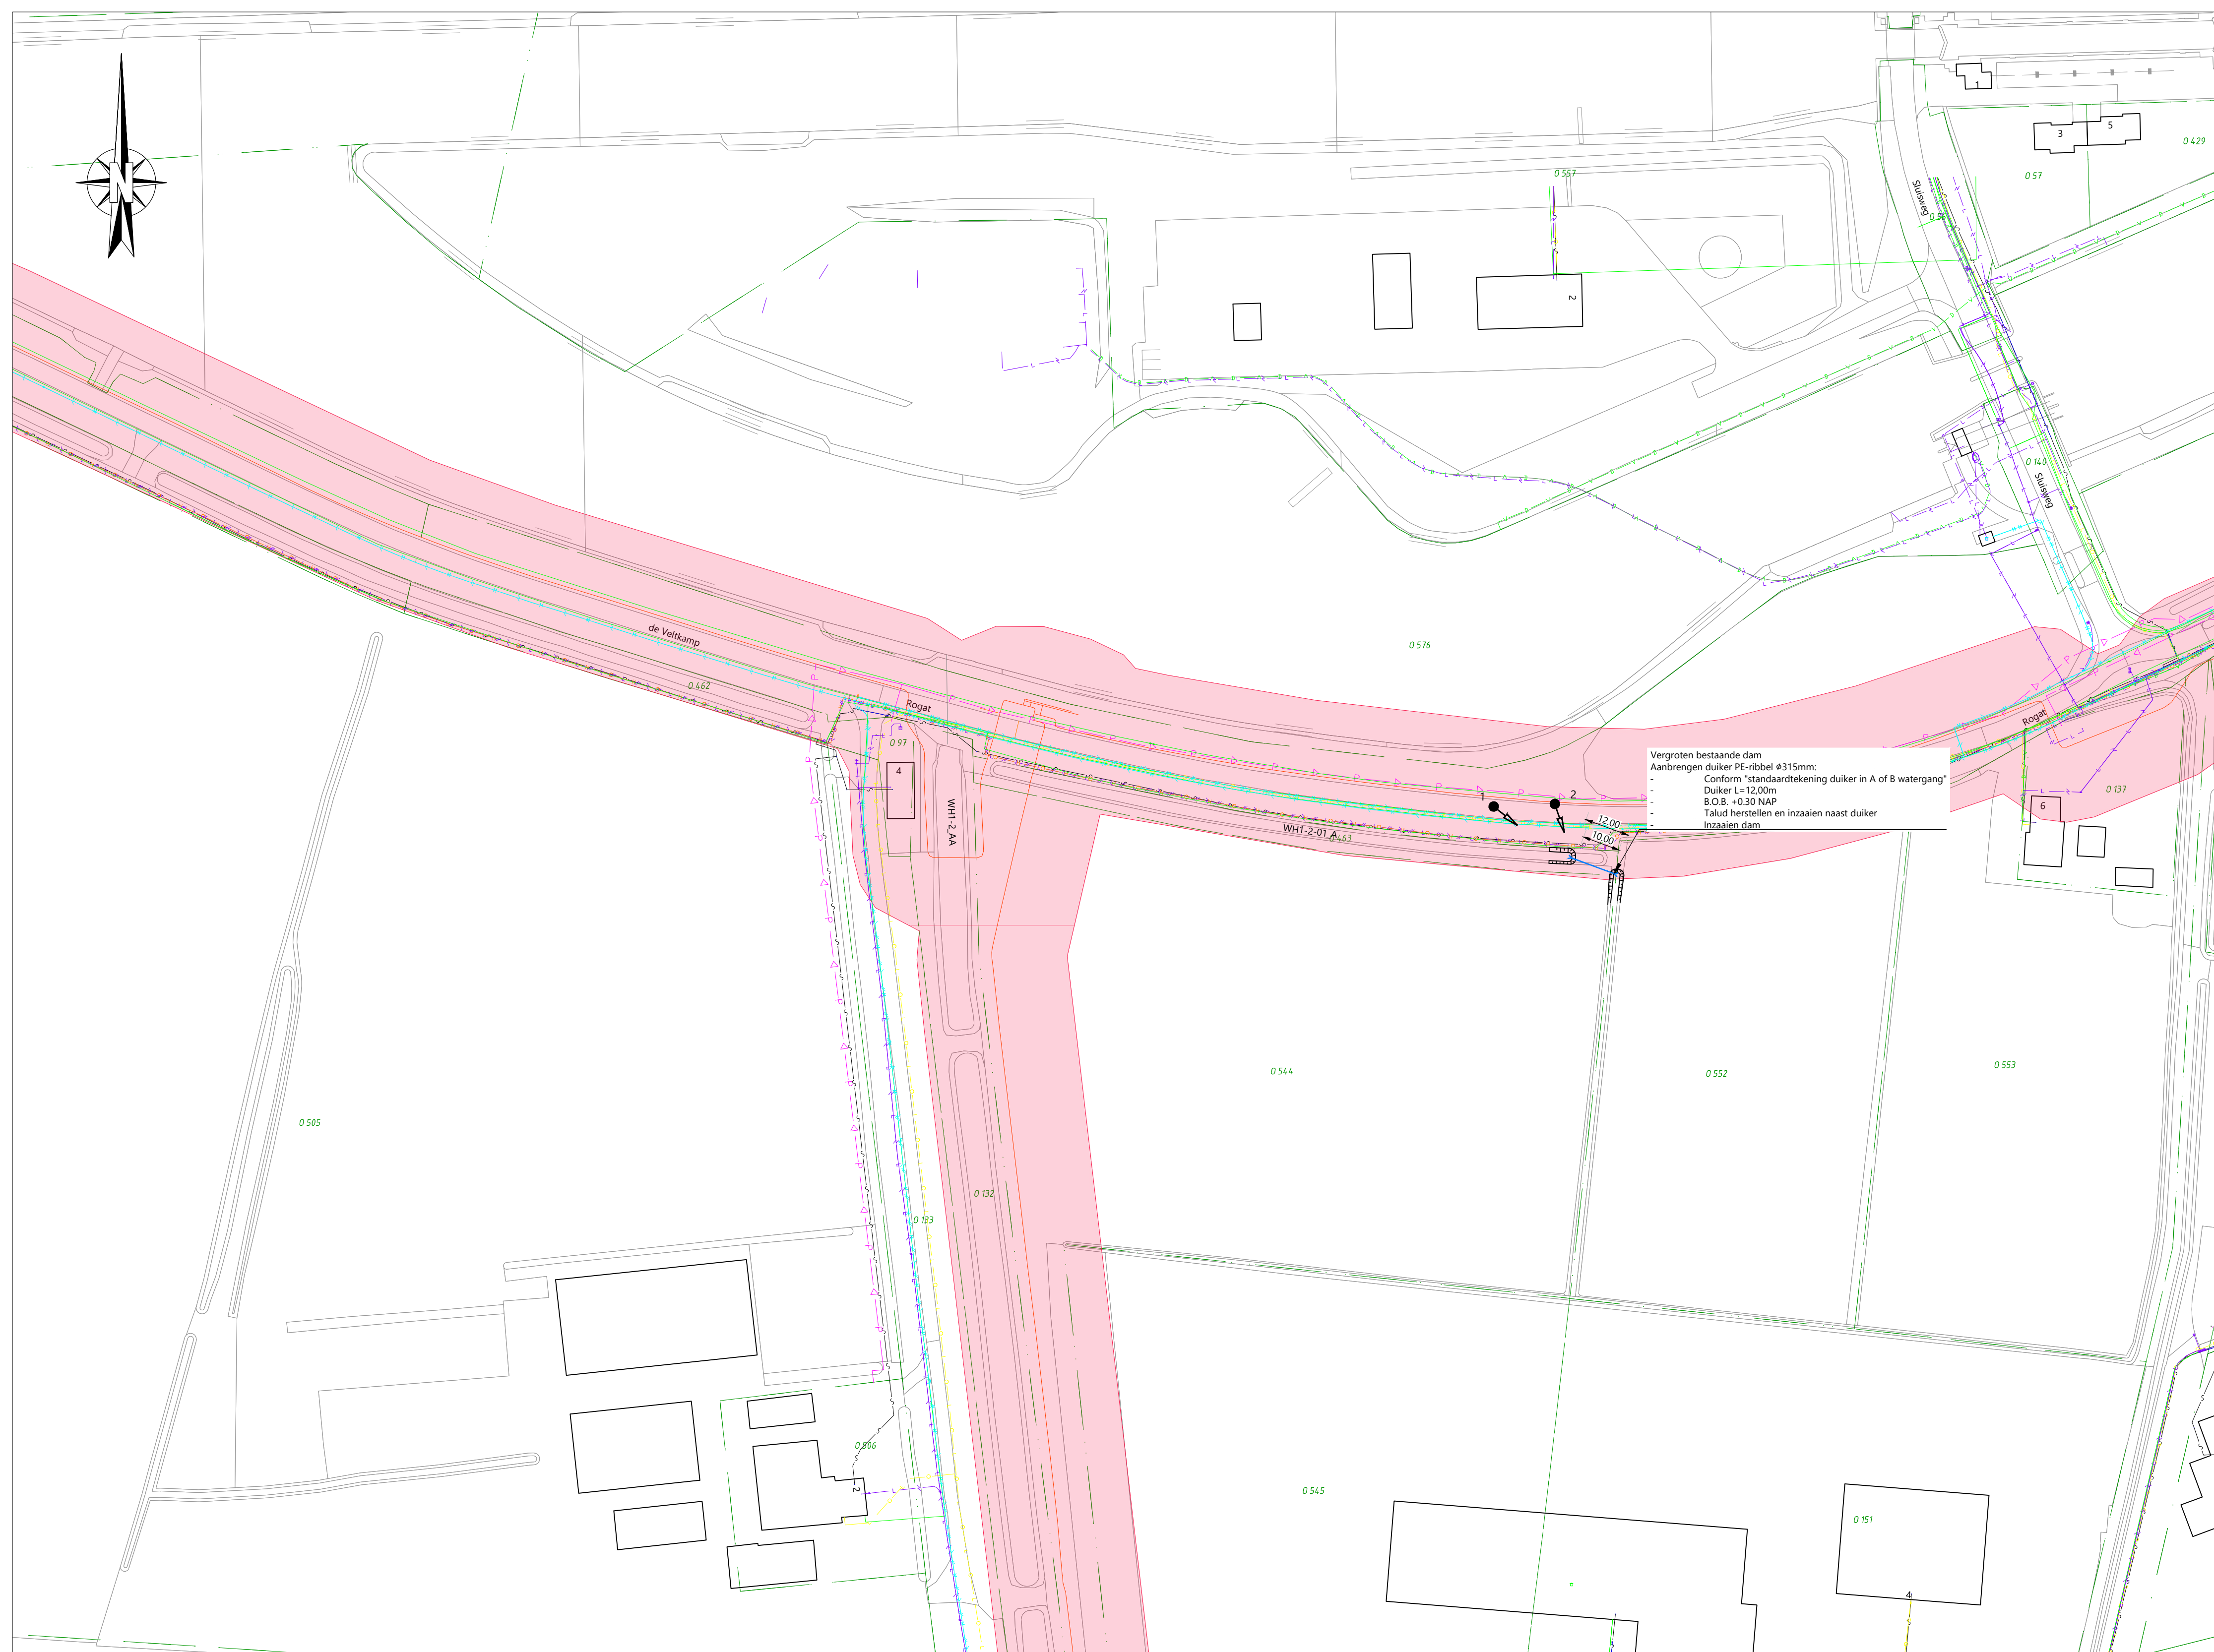 N
1
3
5
O 429
O 57
O 557
Sluisweg
2
O 140
Sluisweg
O 576
de Veltkamp
O 462
Rogat
Rogat
O 97
4
WH1-2_AA
WH1-2-01_A
O 463
1
2
12.00
10.00
Vergroten bestaande dam
Aanbrengen duiker PE-ribbel Ø315mm:
- Conform "standaardtekening duiker in A of B watergang"
- Duiker L=12,00m
- B.O.B. +0.30 NAP
- Talud herstellen en inzaaien naast duiker
- Inzaaien dam
O 137
6
O 544
O 552
O 553
O 505
O 132
O 133
O 506
2
O 545
O 151
4